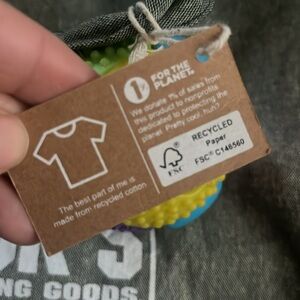 1% FOR THE
PLANET.
We donate 1% of sales from
this product to nonprofits
dedicated to protecting the
planet. Pretty cool, huh?
RECYCLED
Paper
FSC
FSC® C146560
The best part of me is
made from recycled cotton
K'S
NG GOODS